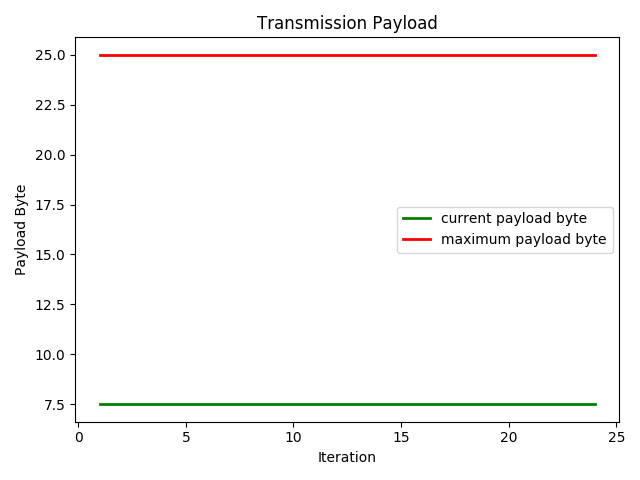 Transmission Payload
Payload Byte
25.0
22.5
20.0
17.5
15.0
12.5
10.0
7.5
current payload byte
maximum payload byte
0
5
10
15
20
25
Iteration